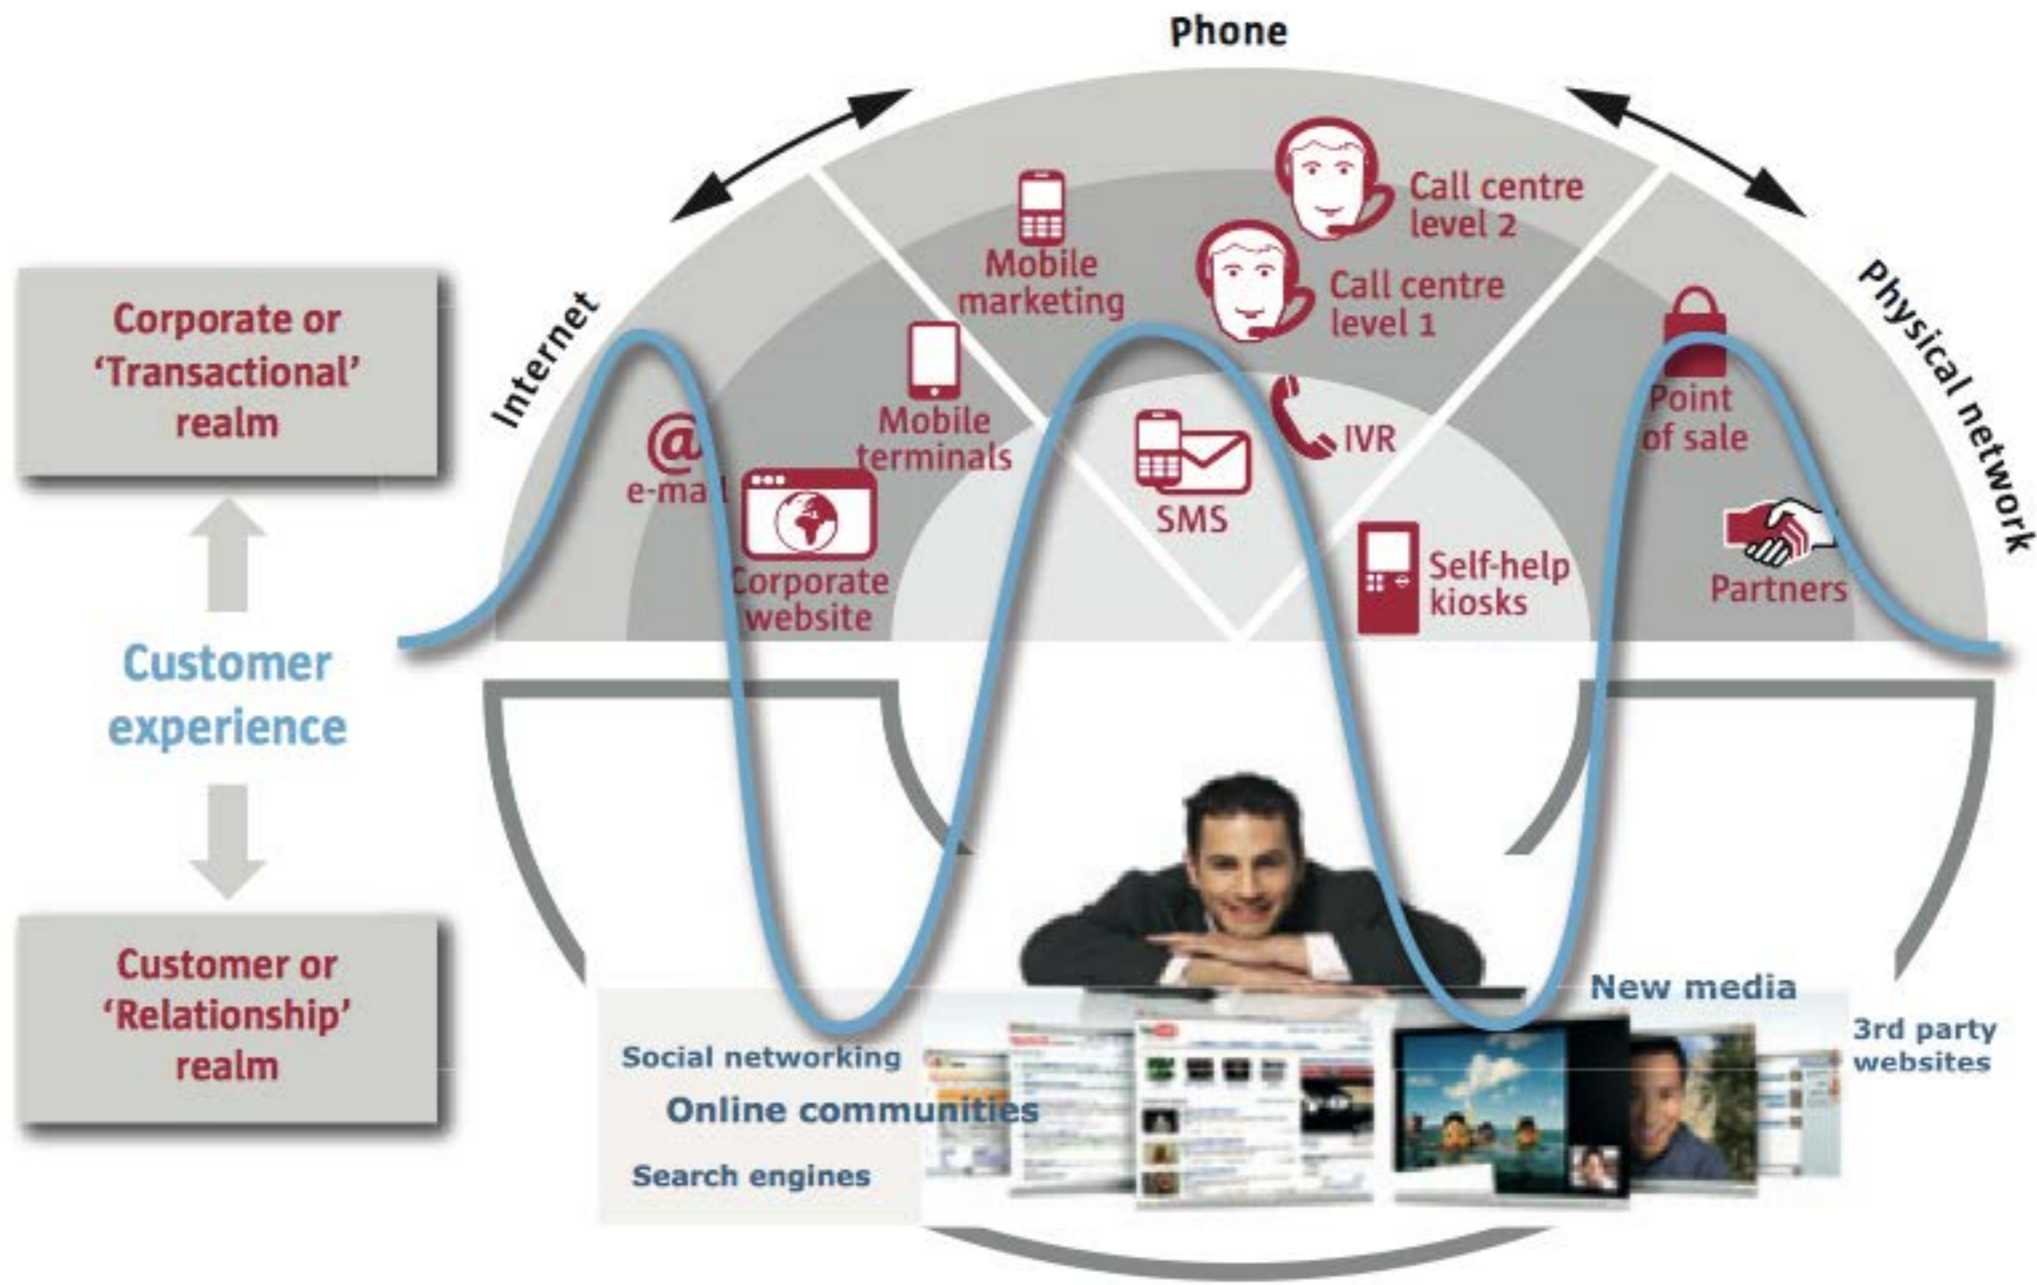 Phone
Internet
Physical network
Call centre
level 2
Call centre
level 1
Mobile
marketing
Mobile
terminals
@
e-mail
Corporate
website
SMS
IVR
Self-help
kiosks
Point
of sale
Partners
Corporate or
‘Transactional’
realm
Customer
experience
Customer or
‘Relationship’
realm
New media
3rd party
websites
Social networking
Online communities
Search engines